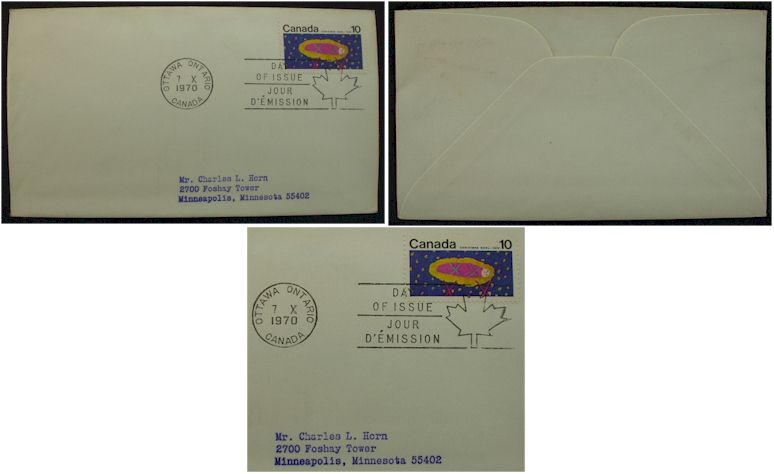 Canada 10
OTTAWA ONTARIO
7 X
1970
CANADA
DAY
OF ISSUE
JOUR
D'ÉMISSION
Mr. Charles L. Horn
2700 Foshay Tower
Minneapolis, Minnesota 55402
Canada 10
OTTAWA ONTARIO
7 X
1970
CANADA
DAY
OF ISSUE
JOUR
D'ÉMISSION
Mr. Charles L. Horn
2700 Foshay Tower
Minneapolis, Minnesota 55402